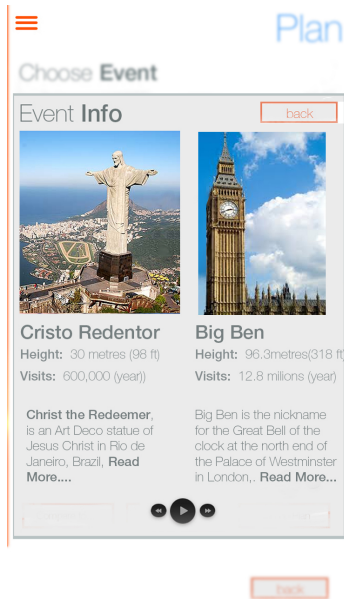 Plan
Choose Event
Event Info
back
Cristo Redentor
Height: 30 metres (98 ft)
Visits: 600,000 (year))
Christ the Redeemer,
is an Art Deco statue of
Jesus Christ in Rio de
Janeiro, Brazil, Read
More....
Big Ben
Height: 96.3metres(318 ft)
Visits: 12.8 milions (year)
Big Ben is the nickname
for the Great Bell of the
clock at the north end of
the Palace of Westminster
in London,. Read More...
back